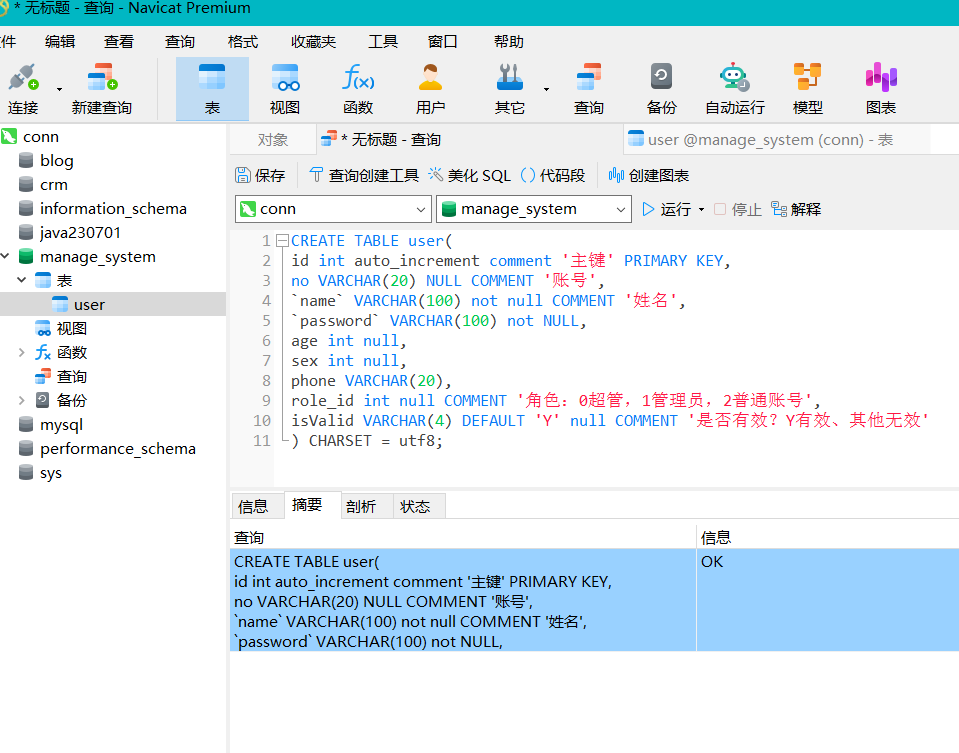 * 无标题 - 查询 - Navicat Premium
件 编辑 查看 查询 格式 收藏夹 工具 窗口 帮助
连接 新建查询 表 视图 函数 用户 其它 查询 备份 自动运行 模型 图表
conn
blog
crm
information_schema
java230701
manage_system
表
user
视图
函数
查询
备份
mysql
performance_schema
sys
对象 * 无标题 - 查询 user @manage_system (conn) - 表
保存 查询创建工具 美化 SQL () 代码段 创建图表
conn manage_system 运行 停止 解释
1 CREATE TABLE user(
2 id int auto_increment comment '主键' PRIMARY KEY,
3 no VARCHAR(20) NULL COMMENT '账号',
4 `name` VARCHAR(100) not null COMMENT '姓名',
5 `password` VARCHAR(100) not NULL,
6 age int null,
7 sex int null,
8 phone VARCHAR(20),
9 role_id int null COMMENT '角色：0超管，1管理员，2普通账号',
10 isValid VARCHAR(4) DEFAULT 'Y' null COMMENT '是否有效？Y有效、其他无效'
11 ) CHARSET = utf8;
信息 摘要 剖析 状态
查询 信息
CREATE TABLE user( OK
id int auto_increment comment '主键' PRIMARY KEY,
no VARCHAR(20) NULL COMMENT '账号',
`name` VARCHAR(100) not null COMMENT '姓名',
`password` VARCHAR(100) not NULL,